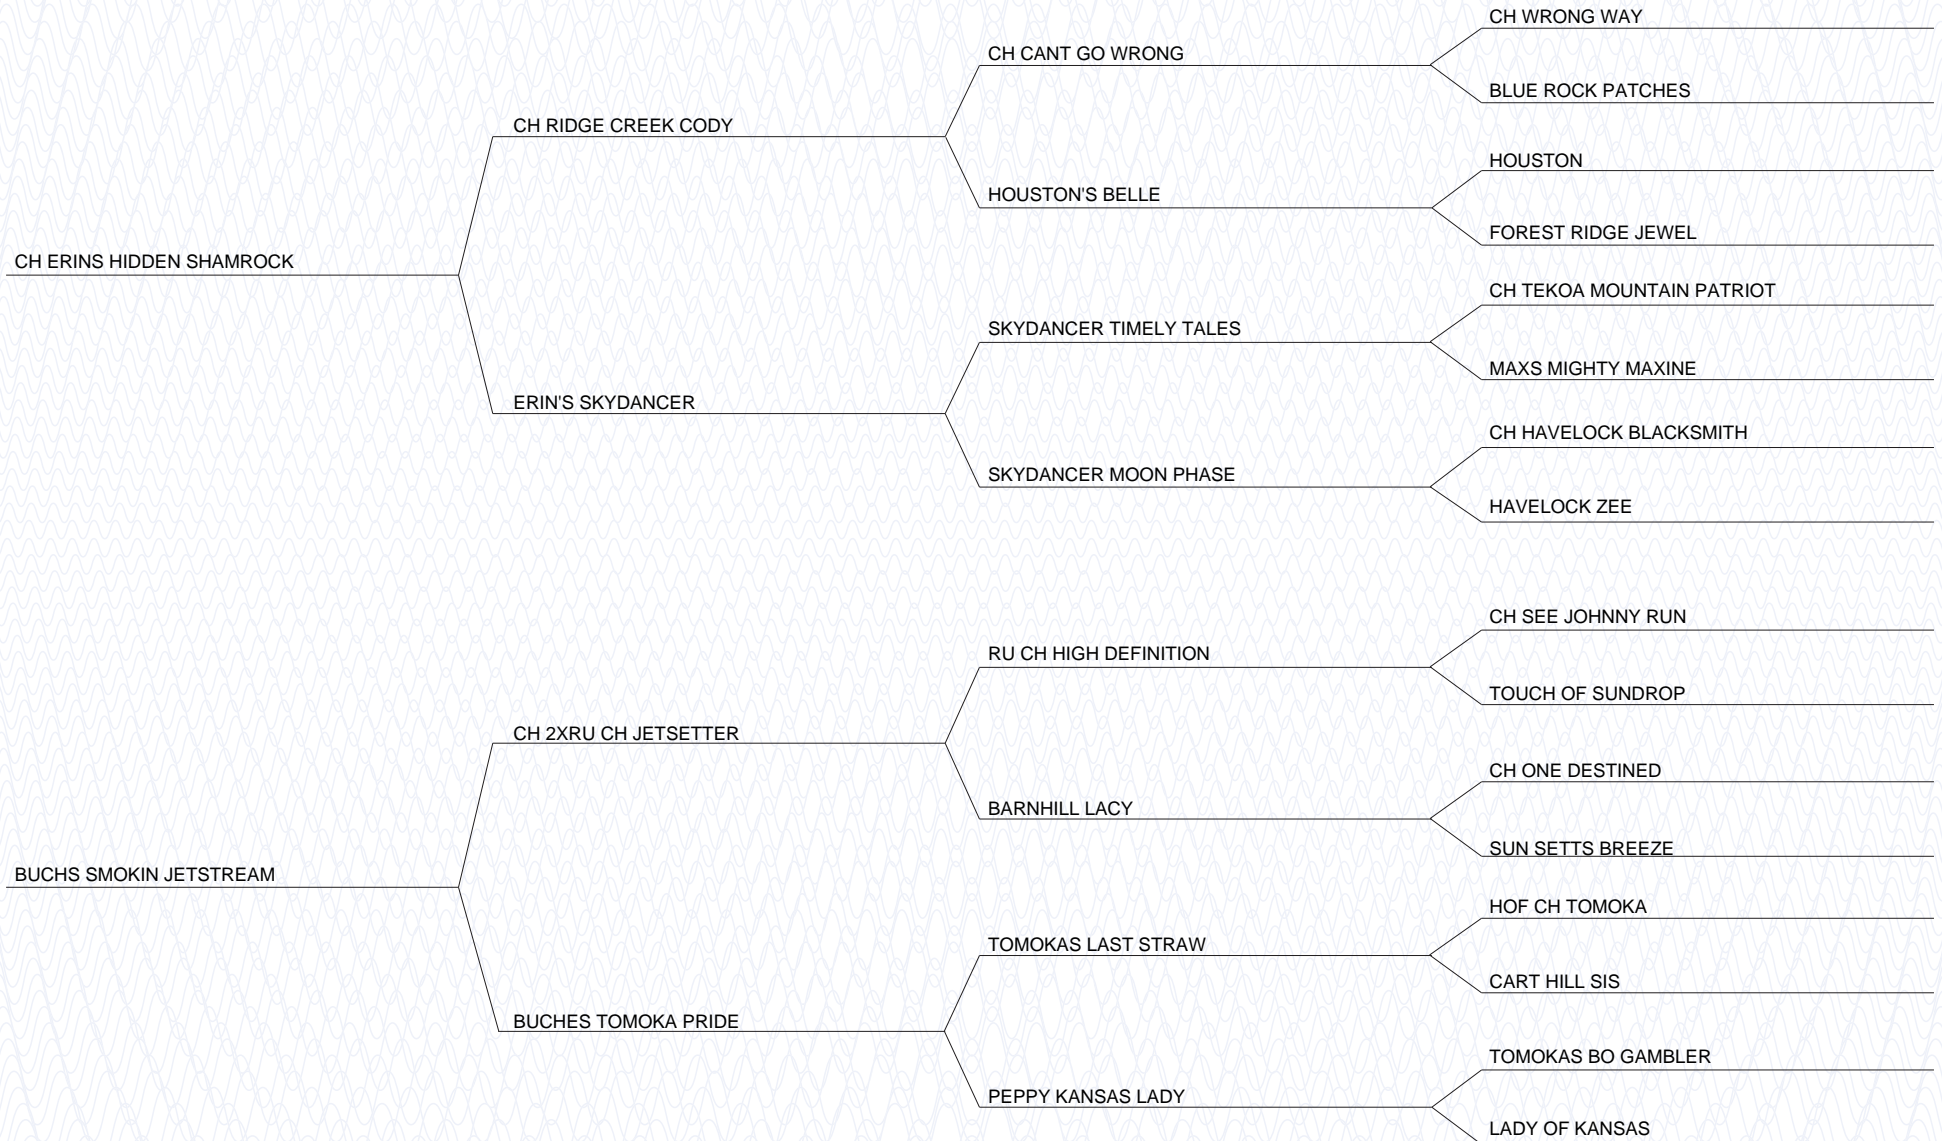 CH WRONG WAY
CH CANT GO WRONG
BLUE ROCK PATCHES
CH RIDGE CREEK CODY
HOUSTON
HOUSTON'S BELLE
FOREST RIDGE JEWEL
CH ERINS HIDDEN SHAMROCK
CH TEKOA MOUNTAIN PATRIOT
SKYDANCER TIMELY TALES
MAXS MIGHTY MAXINE
ERIN'S SKYDANCER
CH HAVELOCK BLACKSMITH
SKYDANCER MOON PHASE
HAVELOCK ZEE
CH SEE JOHNNY RUN
RU CH HIGH DEFINITION
TOUCH OF SUNDROP
CH 2XRU CH JETSETTER
CH ONE DESTINED
BARNHILL LACY
SUN SETTS BREEZE
BUCHS SMOKIN JETSTREAM
HOF CH TOMOKA
TOMOKAS LAST STRAW
CART HILL SIS
BUCHES TOMOKA PRIDE
TOMOKAS BO GAMBLER
PEPPY KANSAS LADY
LADY OF KANSAS